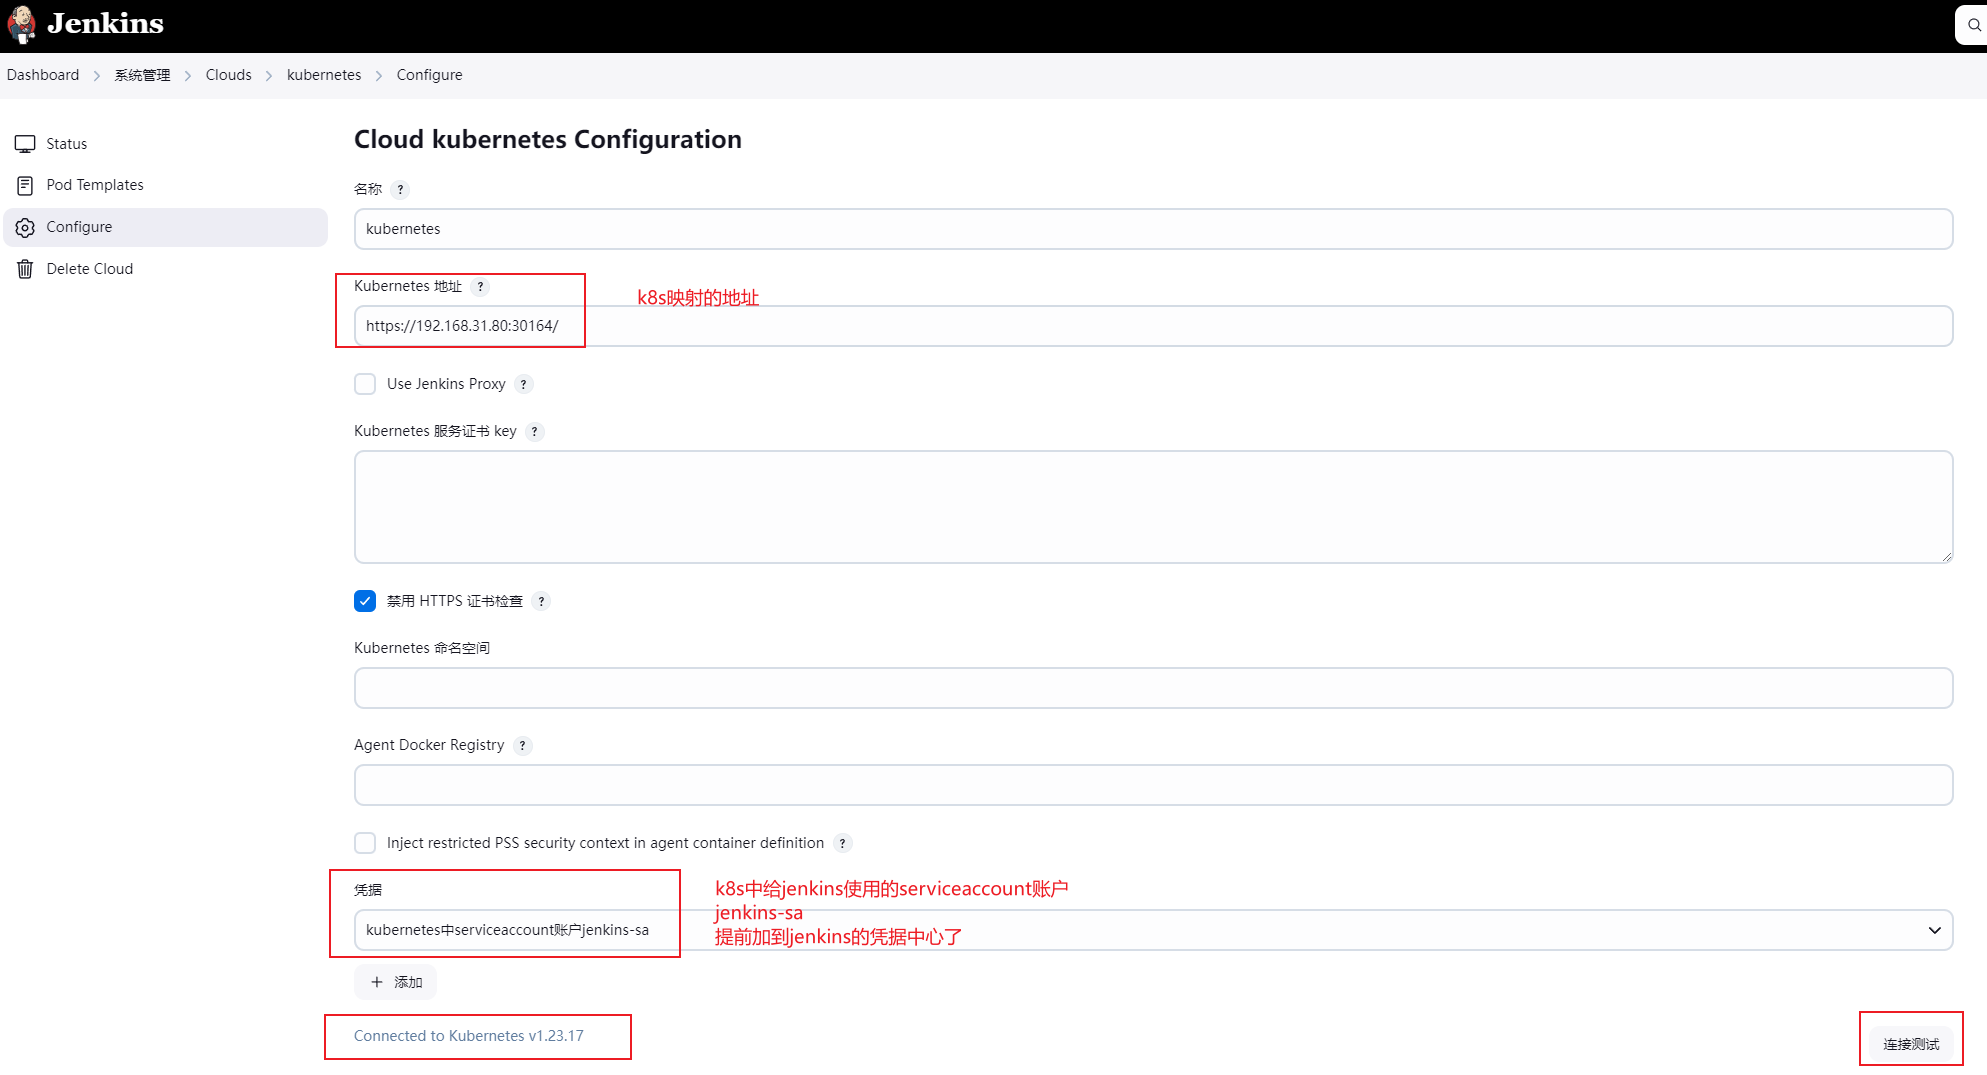 Jenkins
Dashboard > 系统管理 > Clouds > kubernetes > Configure
Status
Pod Templates
Configure
Delete Cloud
Cloud kubernetes Configuration
名称 ?
kubernetes
Kubernetes 地址 ?
k8s映射的地址
https://192.168.31.80:30164/
Use Jenkins Proxy ?
Kubernetes 服务证书 key ?
禁用 HTTPS 证书检查 ?
Kubernetes 命名空间
Agent Docker Registry ?
Inject restricted PSS security context in agent container definition ?
凭据
kubernetes中serviceaccount账户jenkins-sa
k8s中给jenkins使用的serviceaccount账户
jenkins-sa
提前加到jenkins的凭据中心了
+ 添加
Connected to Kubernetes v1.23.17
连接测试